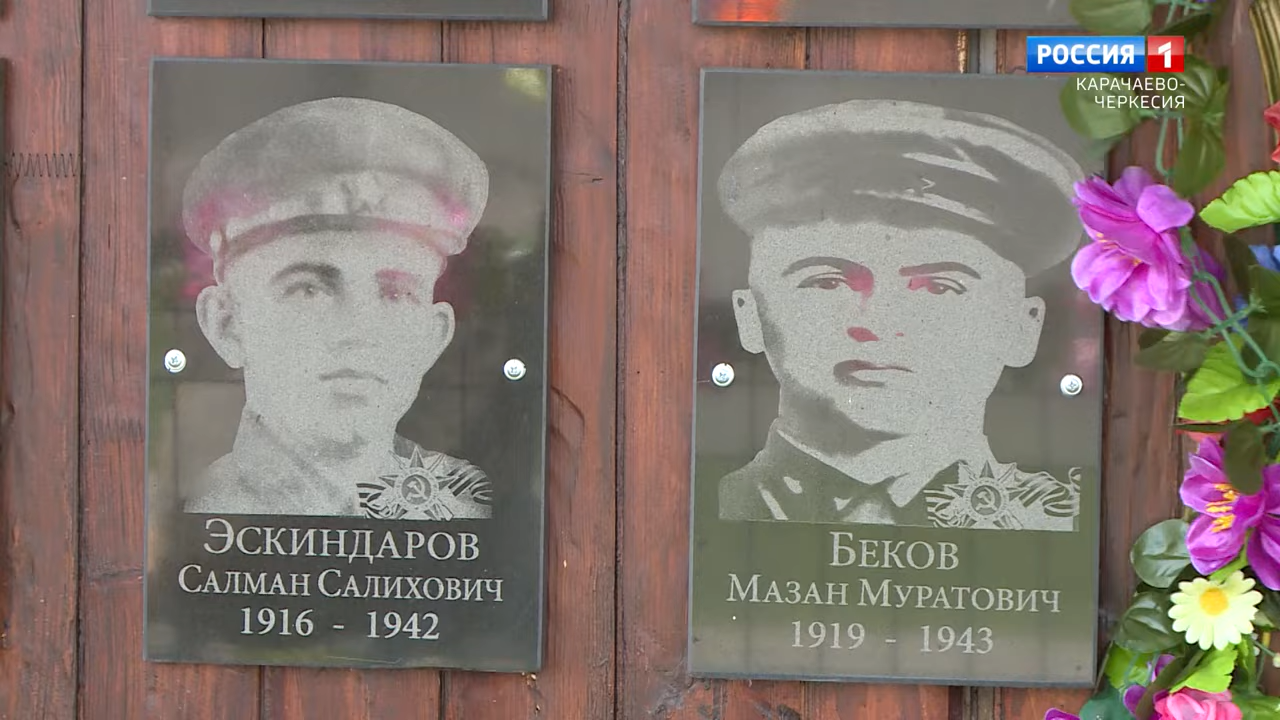 РОССИЯ 1
КАРАЧАЕВО-
ЧЕРКЕСИЯ
ЭСКИНДАРОВ
САЛМАН САЛИХОВИЧ
1916 - 1942
БЕКОВ
МАЗАН МУРАТОВИЧ
1919 - 1943